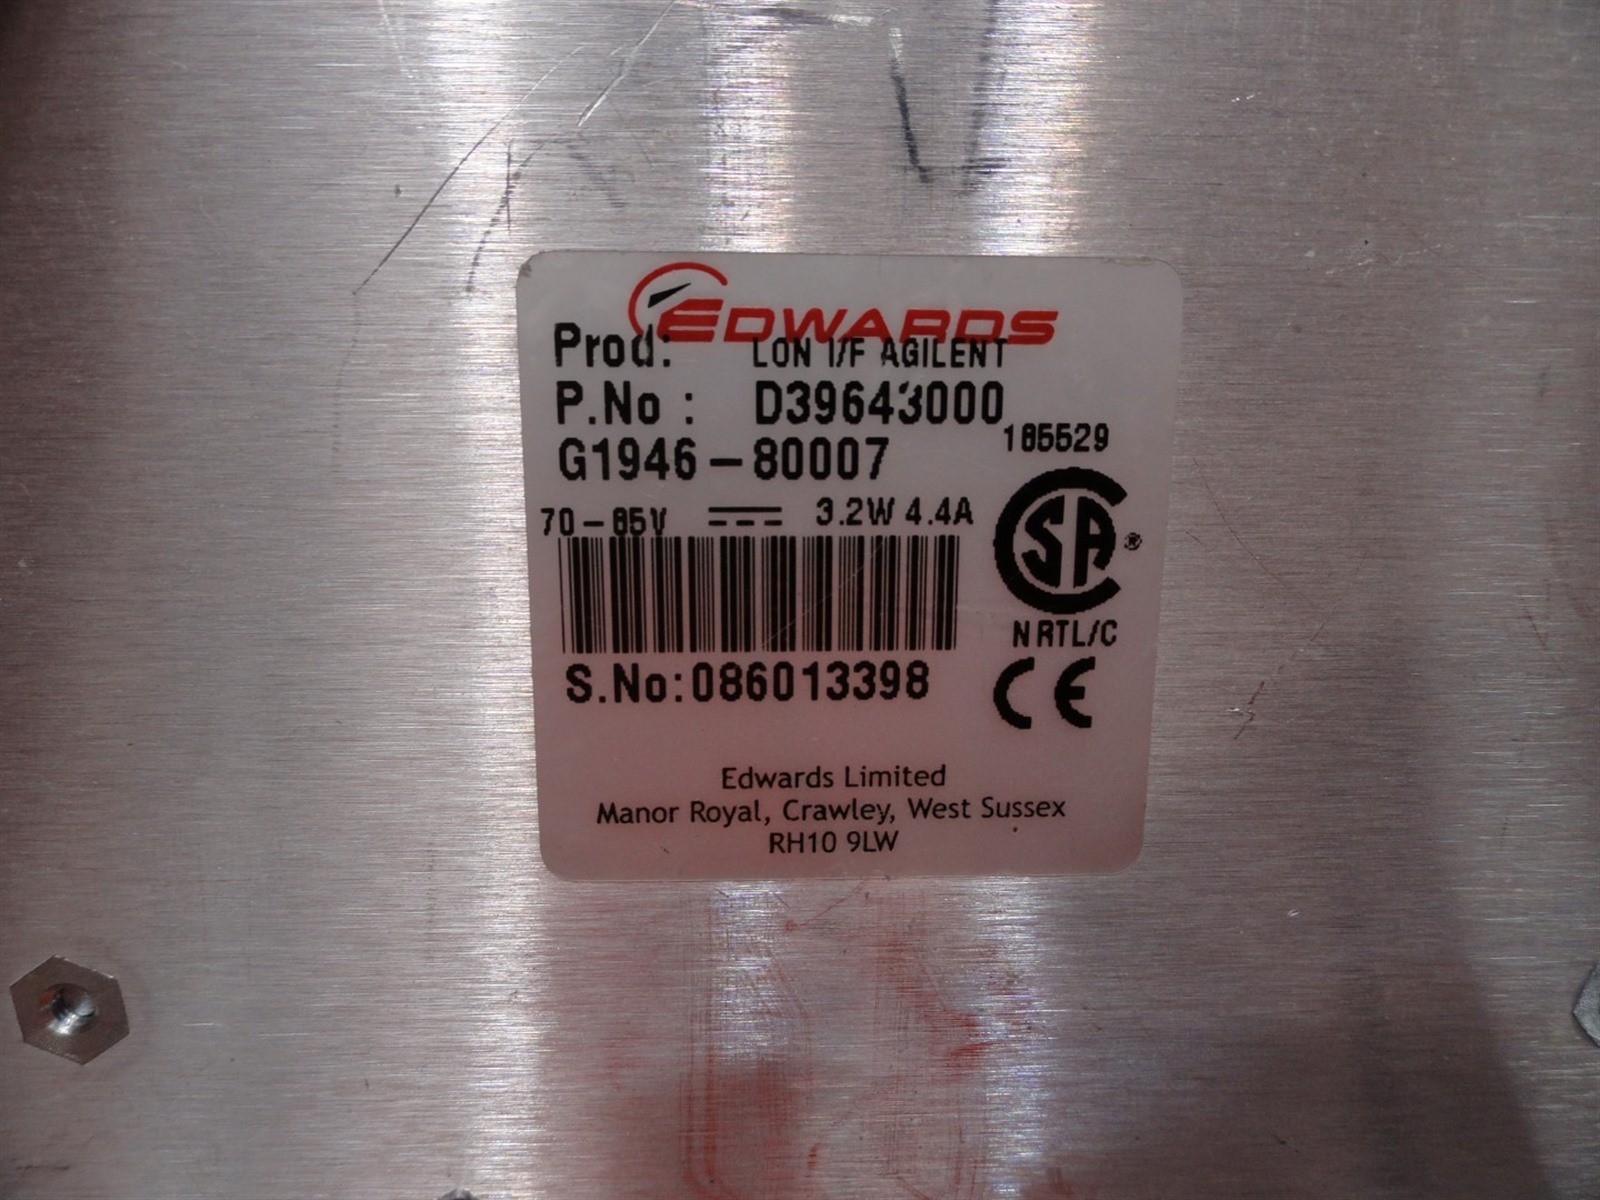 EDWARDS
Prod: LON I/F AGILENT
P.No : D39643000
G1946-80007 185529
70-85V 3.2W 4.4A
SA ®
NRTL/C
S.No:086013398
CE
Edwards Limited
Manor Royal, Crawley, West Sussex
RH10 9LW